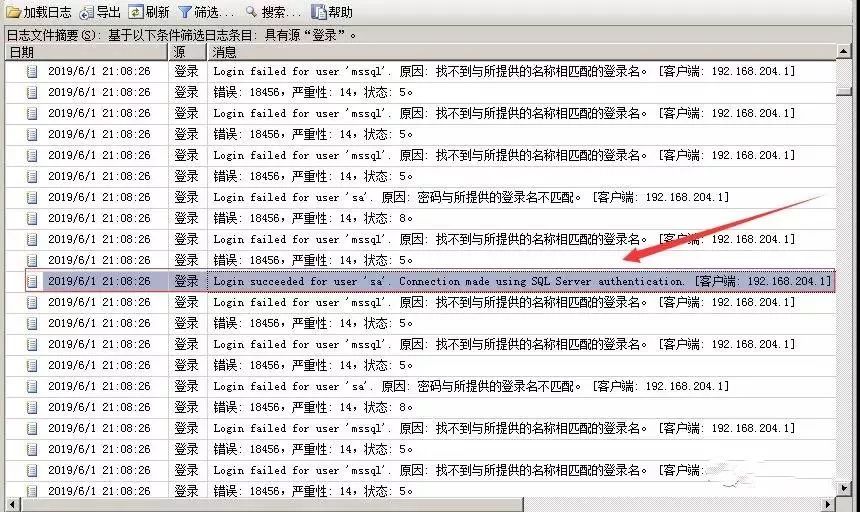 加载日志 导出 刷新 筛选... 搜索... 帮助
日志文件摘要(S): 基于以下条件筛选日志条目: 具有源“登录”。
日期 源 消息
2019/6/1 21:08:26 登录 Login failed for user 'mssql'. 原因: 找不到与所提供的名称相匹配的登录名。 [客户端: 192.168.204.1]
2019/6/1 21:08:26 登录 错误: 18456，严重性: 14，状态: 5。
2019/6/1 21:08:26 登录 Login failed for user 'mssql'. 原因: 找不到与所提供的名称相匹配的登录名。 [客户端: 192.168.204.1]
2019/6/1 21:08:26 登录 错误: 18456，严重性: 14，状态: 5。
2019/6/1 21:08:26 登录 Login failed for user 'mssql'. 原因: 找不到与所提供的名称相匹配的登录名。 [客户端: 192.168.204.1]
2019/6/1 21:08:26 登录 错误: 18456，严重性: 14，状态: 5。
2019/6/1 21:08:26 登录 Login failed for user 'sa'. 原因: 密码与所提供的登录名不匹配。 [客户端: 192.168.204.1]
2019/6/1 21:08:26 登录 错误: 18456，严重性: 14，状态: 8。
2019/6/1 21:08:26 登录 Login failed for user 'mssql'. 原因: 找不到与所提供的名称相匹配的登录名。 [客户端: 192.168.204.1]
2019/6/1 21:08:26 登录 错误: 18456，严重性: 14，状态: 5。
2019/6/1 21:08:26 登录 Login succeeded for user 'sa'. Connection made using SQL Server authentication. [客户端: 192.168.204.1]
2019/6/1 21:08:26 登录 Login failed for user 'mssql'. 原因: 找不到与所提供的名称相匹配的登录名。 [客户端: 192.168.204.1]
2019/6/1 21:08:26 登录 错误: 18456，严重性: 14，状态: 5。
2019/6/1 21:08:26 登录 Login failed for user 'mssql'. 原因: 找不到与所提供的名称相匹配的登录名。 [客户端: 192.168.204.1]
2019/6/1 21:08:26 登录 错误: 18456，严重性: 14，状态: 5。
2019/6/1 21:08:26 登录 Login failed for user 'sa'. 原因: 密码与所提供的登录名不匹配。 [客户端: 192.168.204.1]
2019/6/1 21:08:26 登录 错误: 18456，严重性: 14，状态: 8。
2019/6/1 21:08:26 登录 Login failed for user 'mssql'. 原因: 找不到与所提供的名称相匹配的登录名。 [客户端: 192.168.204.1]
2019/6/1 21:08:26 登录 错误: 18456，严重性: 14，状态: 5。
2019/6/1 21:08:26 登录 Login failed for user 'mssql'. 原因: 找不到与所提供的名称相匹配的登录名。 [客户端:
2019/6/1 21:08:26 登录 错误: 18456，严重性: 14，状态: 5。